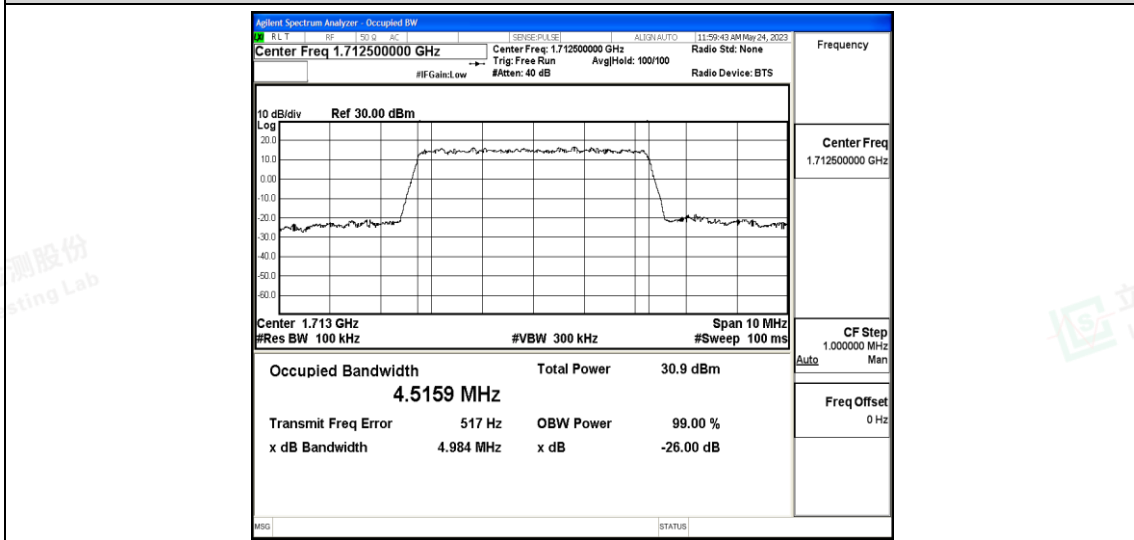 Agilent Spectrum Analyzer - Occupied BW
LXI RLT RF 50 Ω AC SENSE:PULSE ALIGN AUTO 11:59:43 AM May 24, 2023
Center Freq 1.712500000 GHz
Center Freq: 1.712500000 GHz
Radio Std: None
Trig: Free Run Avg|Hold: 100/100
#IFGain:Low #Atten: 40 dB Radio Device: BTS
10 dB/div Ref 30.00 dBm
Log
20.0
10.0
0.00
-10.0
-20.0
-30.0
-40.0
-50.0
-60.0
Center 1.713 GHz Span 10 MHz
#Res BW 100 kHz #VBW 300 kHz #Sweep 100 ms
Occupied Bandwidth Total Power 30.9 dBm
4.5159 MHz
Transmit Freq Error 517 Hz OBW Power 99.00 %
x dB Bandwidth 4.984 MHz x dB -26.00 dB
MSG STATUS
Frequency
Center Freq
1.712500000 GHz
CF Step
1.000000 MHz
Auto Man
Freq Offset
0 Hz
测股份
sting Lab
立